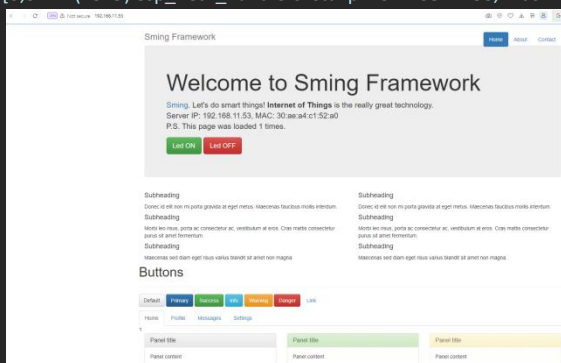 Not secure 192.168.11.53
Sming Framework
Home About Contact
Welcome to Sming Framework
Sming. Let's do smart things! Internet of Things is the really great technology.
Server IP: 192.168.11.53, MAC: 30:ae:a4:c1:52:a0
P.S. This page was loaded 1 times.
Led ON Led OFF
Subheading
Donec id elit non mi porta gravida at eget metus. Maecenas faucibus mollis interdum.
Subheading
Morbi leo risus, porta ac consectetur ac, vestibulum at eros. Cras mattis consectetur
purus sit amet fermentum.
Subheading
Maecenas sed diam eget risus varius blandit sit amet non magna.
Subheading
Donec id elit non mi porta gravida at eget metus. Maecenas faucibus mollis interdum.
Subheading
Morbi leo risus, porta ac consectetur ac, vestibulum at eros. Cras mattis consectetur
purus sit amet fermentum.
Subheading
Maecenas sed diam eget risus varius blandit sit amet non magna.
Buttons
Default Primary Success Info Warning Danger Link
Home Profile Messages Settings
Panel title
Panel content
Panel title
Panel content
Panel title
Panel content